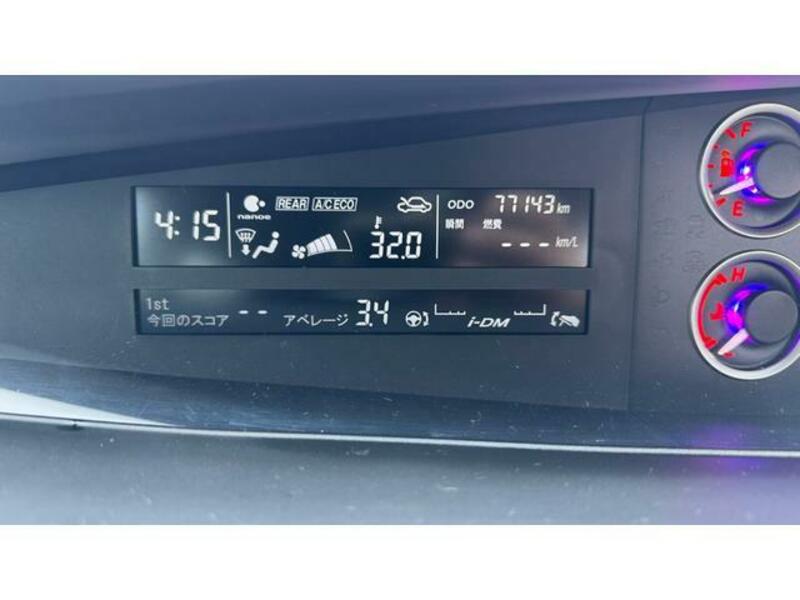 4:15
nanoe
REAR A/C ECO
32.0
ODO 77143 km
瞬間 燃費
--- km/L
1st
今回のスコア -- アベレージ 3.4
i-DM
F
E
H